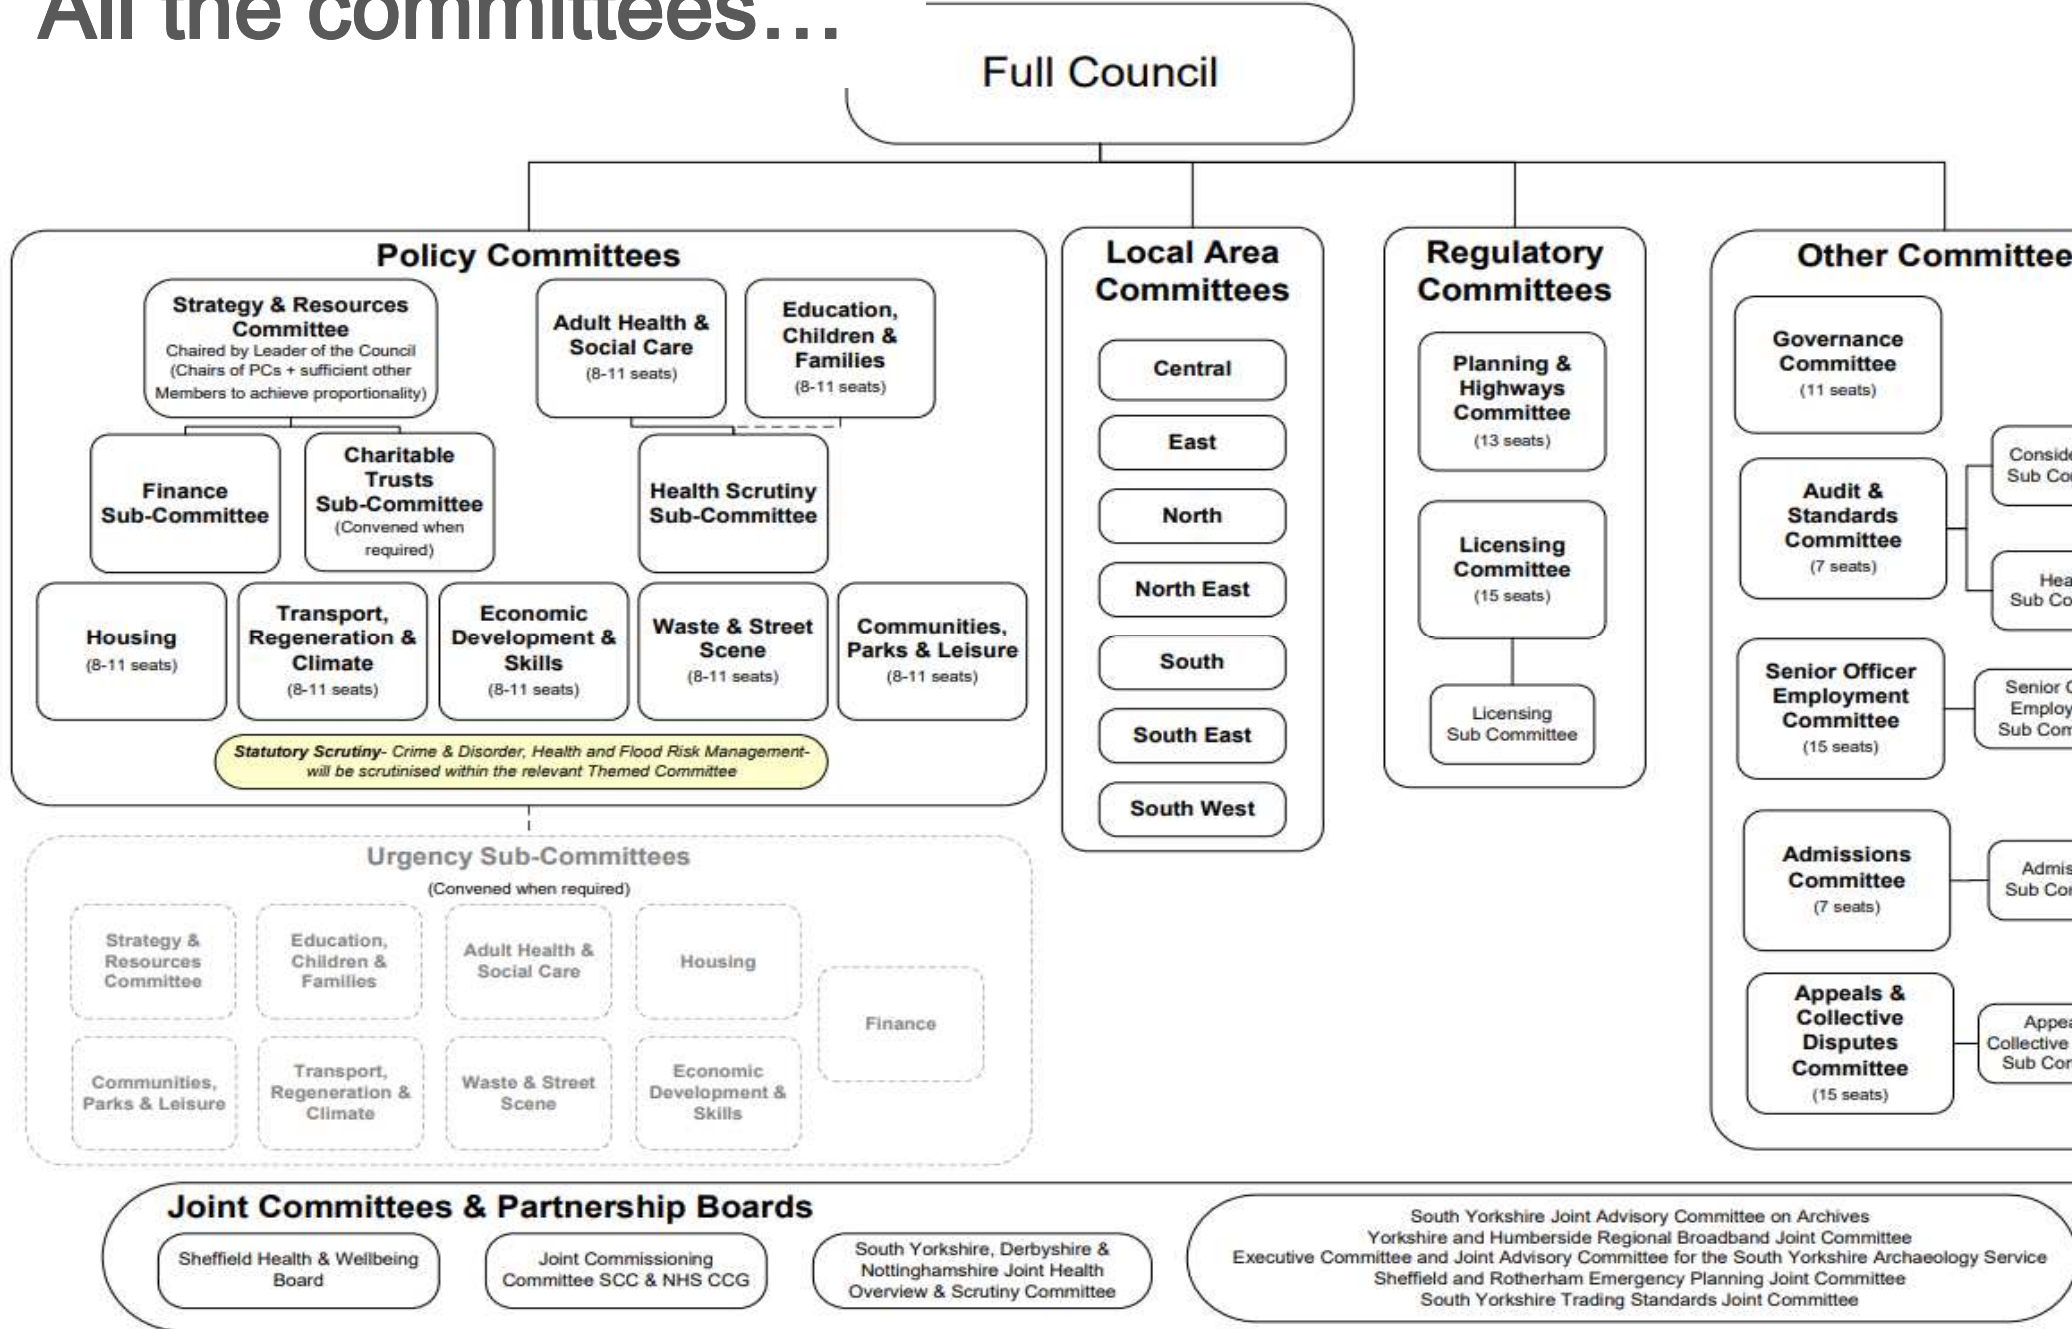 All the committees...
Full Council
Policy Committees
Strategy & Resources
Committee
Chaired by Leader of the Council
(Chairs of PCs + sufficient other
Members to achieve proportionality)
Adult Health &
Social Care
(8-11 seats)
Education,
Children &
Families
(8-11 seats)
Finance
Sub-Committee
Charitable
Trusts
Sub-Committee
(Convened when
required)
Health Scrutiny
Sub-Committee
Housing
(8-11 seats)
Transport,
Regeneration &
Climate
(8-11 seats)
Economic
Development &
Skills
(8-11 seats)
Waste & Street
Scene
(8-11 seats)
Communities,
Parks & Leisure
(8-11 seats)
Statutory Scrutiny- Crime & Disorder, Health and Flood Risk Management-
will be scrutinised within the relevant Themed Committee
Urgency Sub-Committees
(Convened when required)
Strategy &
Resources
Committee
Education,
Children &
Families
Adult Health &
Social Care
Housing
Finance
Communities,
Parks & Leisure
Transport,
Regeneration &
Climate
Waste & Street
Scene
Economic
Development &
Skills
Local Area
Committees
Central
East
North
North East
South
South East
South West
Regulatory
Committees
Planning &
Highways
Committee
(13 seats)
Licensing
Committee
(15 seats)
Licensing
Sub Committee
Other
Governance
Committee
(11 seats)
Audit &
Standards
Committee
(7 seats)
Sub
Sub
Senior Officer
Employment
Committee
(15 seats)
Senior
Sub
Admissions
Committee
(7 seats)
Sub
Appeals &
Collective
Disputes
Committee
(15 seats)
Collective
Sub
Joint Committees & Partnership Boards
Sheffield Health & Wellbeing
Board
Joint Commissioning
Committee SCC & NHS CCG
South Yorkshire, Derbyshire &
Nottinghamshire Joint Health
Overview & Scrutiny Committee
South Yorkshire Joint Advisory Committee on Archives
Yorkshire and Humberside Regional Broadband Joint Committee
Executive Committee and Joint Advisory Committee for the South Yorkshire Archaeology Service
Sheffield and Rotherham Emergency Planning Joint Committee
South Yorkshire Trading Standards Joint Committee